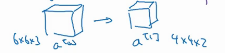 6x6x3 a^[0] → a^[1] 4x4x2